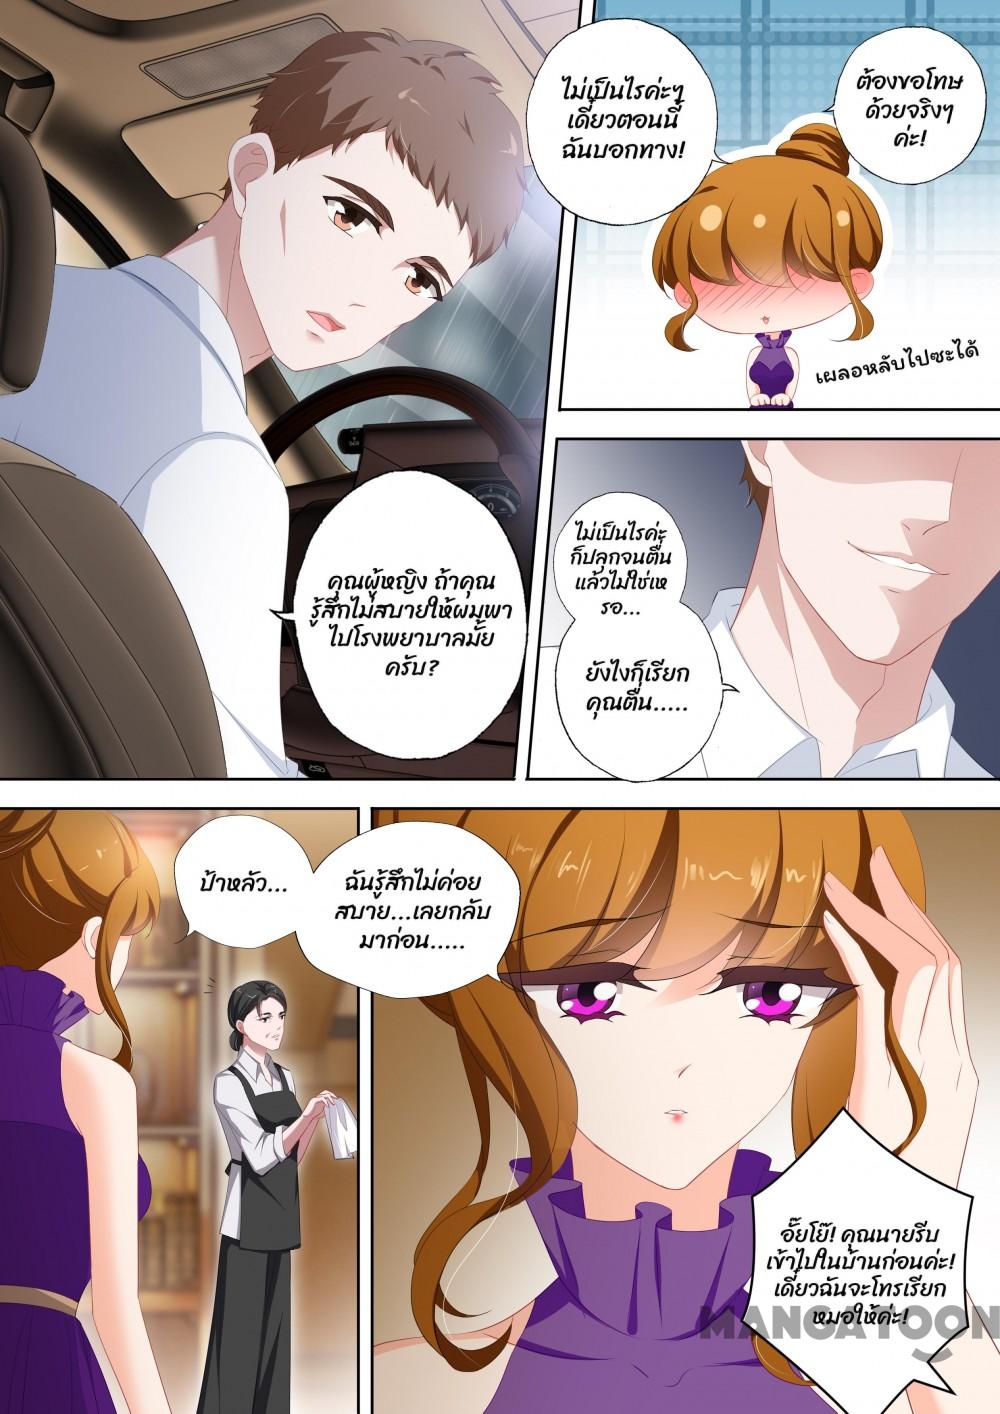 ไม่เป็นไรค่ะๆ
เดี๋ยวตอนนี้
ฉันบอกทาง!
ต้องขอโทษ
ด้วยจริงๆ
ค่ะ!
เผลอหลับไปซะได้
คุณผู้หญิง ถ้าคุณ
รู้สึกไม่สบายให้ผมพา
ไปโรงพยาบาลมั้ย
ครับ?
ไม่เป็นไรค่ะ
ก็ปลุกจนตื่น
แล้วไม่ใช่เห
รอ...
ยังไงก็เรียก
คุณตื่น.....
ป้าหลัว...
ฉันรู้สึกไม่ค่อย
สบาย...เลยกลับ
มาก่อน.....
อั๊ยโย๊! คุณนายรีบ
เข้าไปในบ้านก่อนค่ะ!
เดี๋ยวฉันจะโทรเรียก
หมอให้ค่ะ!
MANGATOON